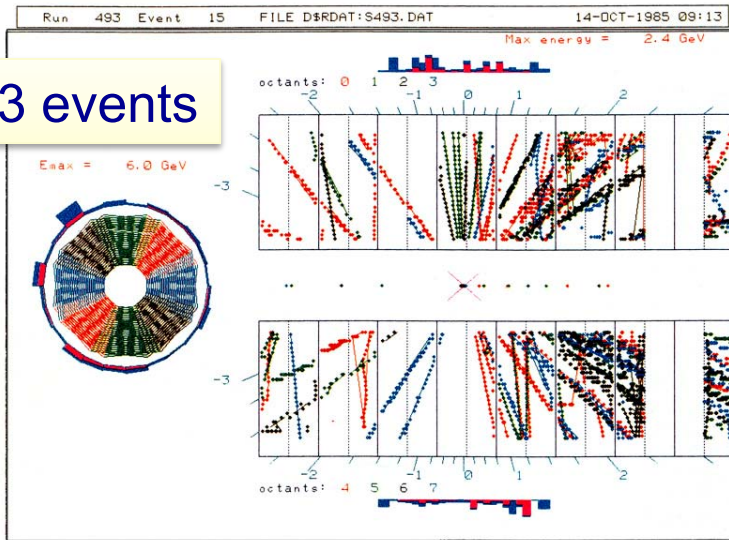 Run 493 Event 15 FILE D$RDAT:S493.DAT 14-OCT-1985 09:13
Max energy = 2.4 GeV
octants: 0 1 2 3
-2 -1 0 1 2
3 events
Emax = 6.0 GeV
-3
-3
-2 -1 0 1 2
octants: 4 5 6 7